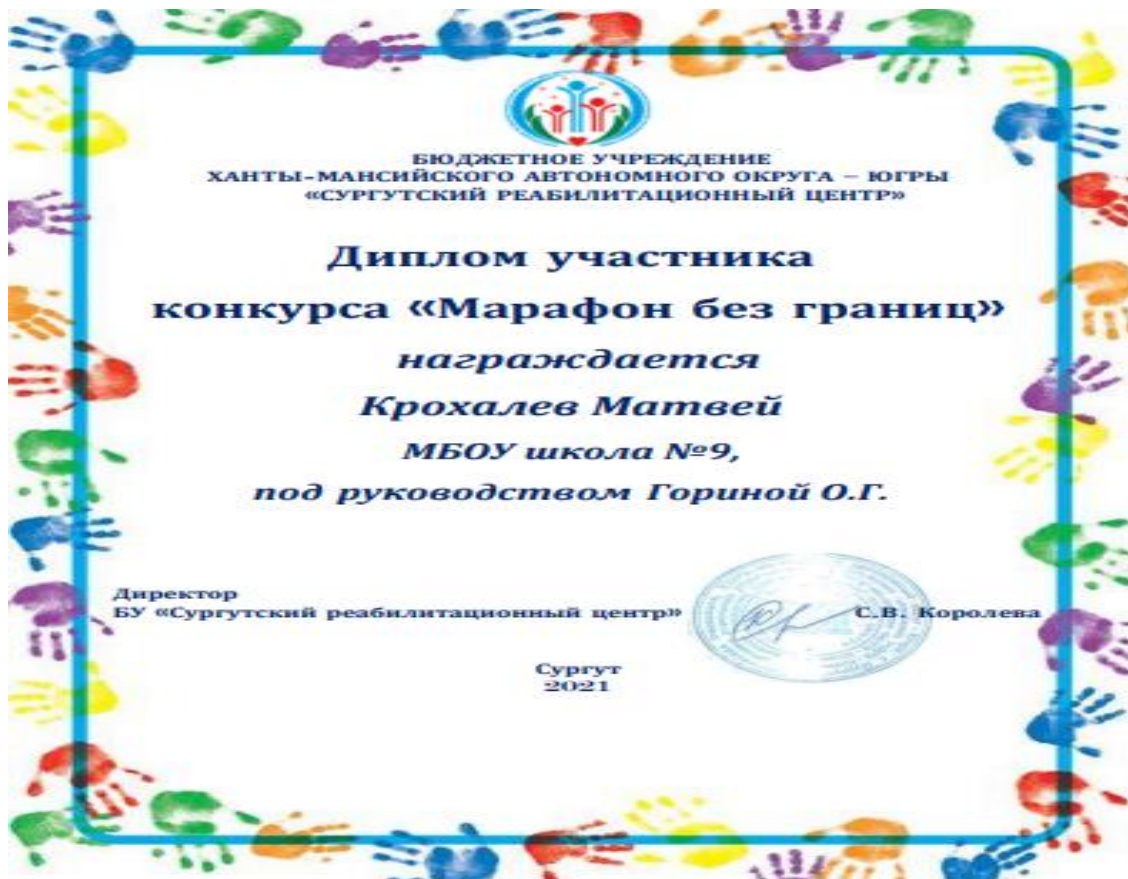 БЮДЖЕТНОЕ УЧРЕЖДЕНИЕ
ХАНТЫ-МАНСИЙСКОГО АВТОНОМНОГО ОКРУГА – ЮГРЫ
«СУРГУТСКИЙ РЕАБИЛИТАЦИОННЫЙ ЦЕНТР»
Диплом участника
конкурса «Марафон без границ»
награждается
Крохалев Матвей
МБОУ школа №9,
под руководством Гориной О.Г.
Директор
БУ «Сургутский реабилитационный центр» С.В. Королева
Сургут
2021